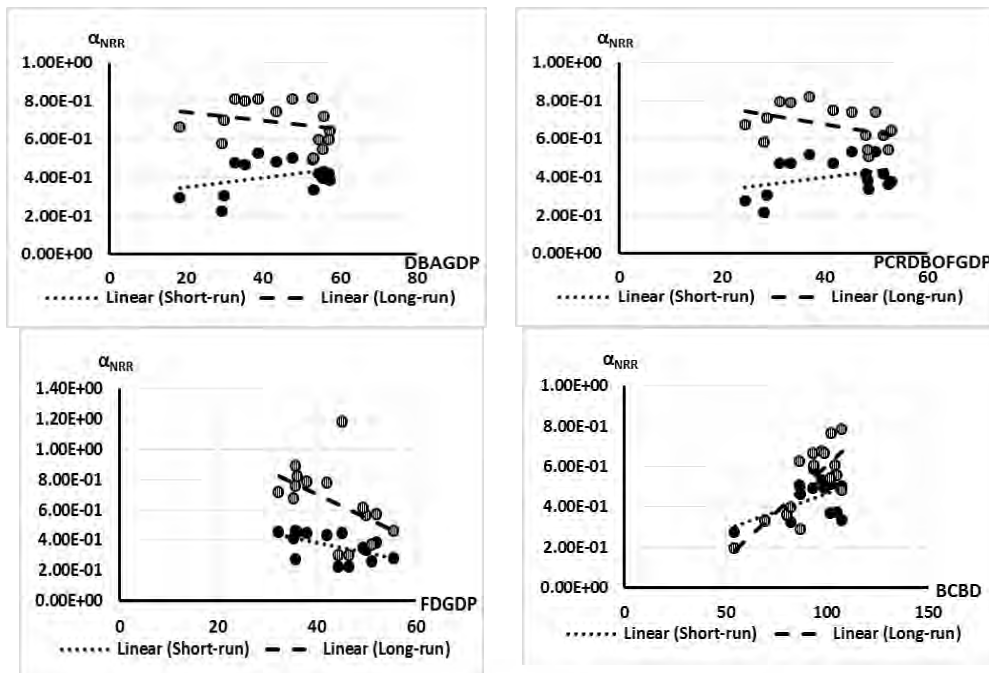 α_NRR
1.00E+00
8.00E-01
6.00E-01
4.00E-01
2.00E-01
0.00E+00
0 20 40 60 80
DBAGDP
Linear (Short-run) Linear (Long-run)
α_NRR
1.00E+00
8.00E-01
6.00E-01
4.00E-01
2.00E-01
0.00E+00
0 20 40 60
PCRDBOFGDP
Linear (Short-run) Linear (Long-run)
α_NRR
1.40E+00
1.20E+00
1.00E+00
8.00E-01
6.00E-01
4.00E-01
2.00E-01
0.00E+00
0 20 40 60
FDGDP
Linear (Short-run) Linear (Long-run)
α_NRR
1.00E+00
8.00E-01
6.00E-01
4.00E-01
2.00E-01
0.00E+00
0 50 100 150
BCBD
Linear (Short-run) Linear (Long-run)